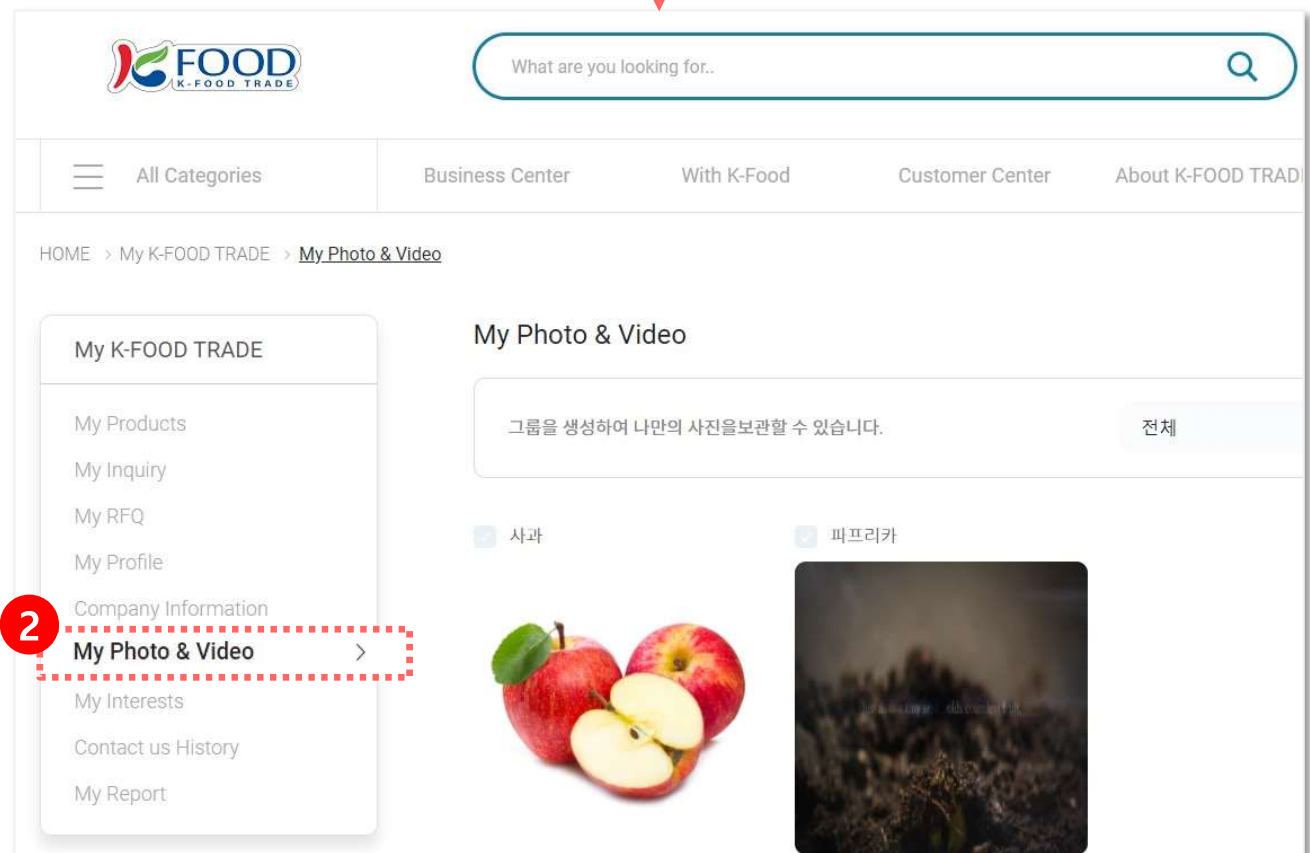 FOOD
K-FOOD TRADE
What are you looking for..
All Categories
Business Center
With K-Food
Customer Center
About K-FOOD TRAD
HOME > My K-FOOD TRADE > My Photo & Video
My K-FOOD TRADE
My Products
My Inquiry
My RFQ
My Profile
Company Information
2
My Photo & Video >
My Interests
Contact us History
My Report
My Photo & Video
그룹을 생성하여 나만의 사진을보관할 수 있습니다.
전체
사과
파프리카